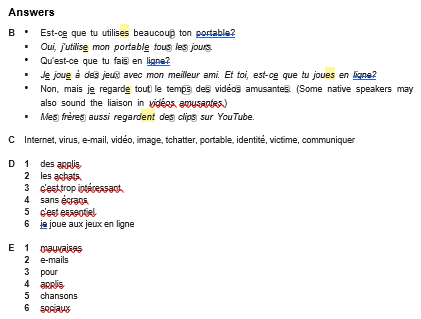 Answers
B • Est-ce que tu utilises beaucoup ton portable?
• Oui, j'utilise mon portable tous les jours.
• Qu'est-ce que tu fais en ligne?
• Je joue à des jeux avec mon meilleur ami. Et toi, est-ce que tu joues en ligne?
• Non, mais je regarde tout le temps des vidéos amusantes. (Some native speakers may
also sound the liaison in vidéos amusantes.)
• Mes frères aussi regardent des clips sur YouTube.
C Internet, virus, e-mail, vidéo, image, tchatter, portable, identité, victime, communiquer
D 1 des applis
2 les achats
3 c'est trop intéressant
4 sans écrans
5 c'est essentiel
6 je joue aux jeux en ligne
E 1 mauvaises
2 e-mails
3 pour
4 applis
5 chansons
6 sociaux